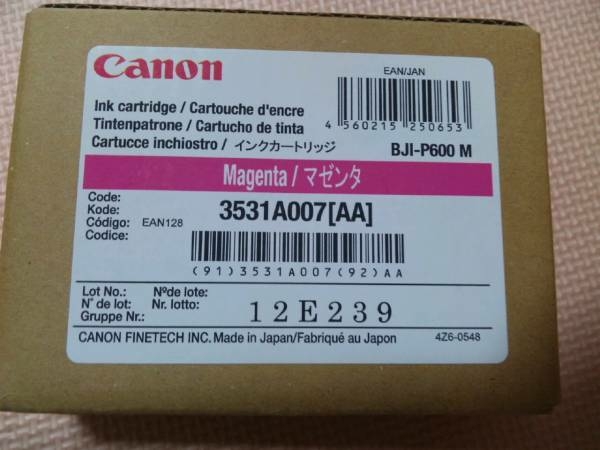 Canon
EAN/JAN
4 560215 250653
Ink cartridge / Cartouche d'encre
Tintenpatrone / Cartucho de tinta
Cartucce inchiostro / インクカートリッジ
BJI-P600 M
Magenta / マゼンタ
Code:
Kode:
Código: EAN128
Codice:
3531A007[AA]
(91)3531A007(92)AA
Lot No.: Nºde lote:
N° de lot: Nr. lotto:
Gruppe Nr.:
12E239
CANON FINETECH INC. Made in Japan/Fabriqué au Japon
4Z6-0548